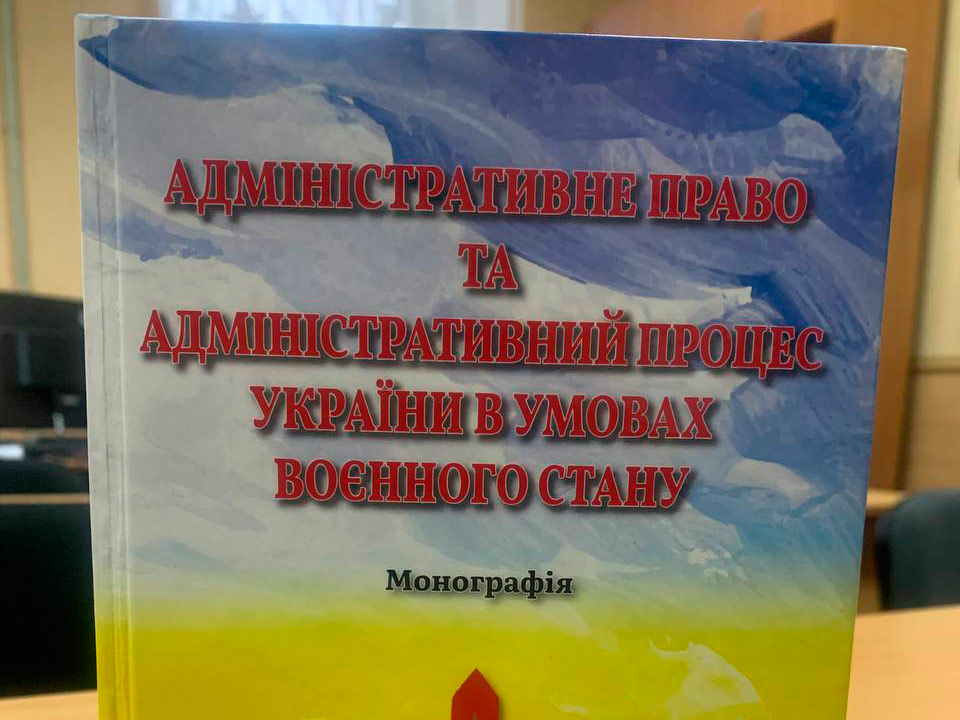 АДМІНІСТРАТИВНЕ ПРАВО
ТА
АДМІНІСТРАТИВНИЙ ПРОЦЕС
УКРАЇНИ В УМОВАХ
ВОЄННОГО СТАНУ
Монографія